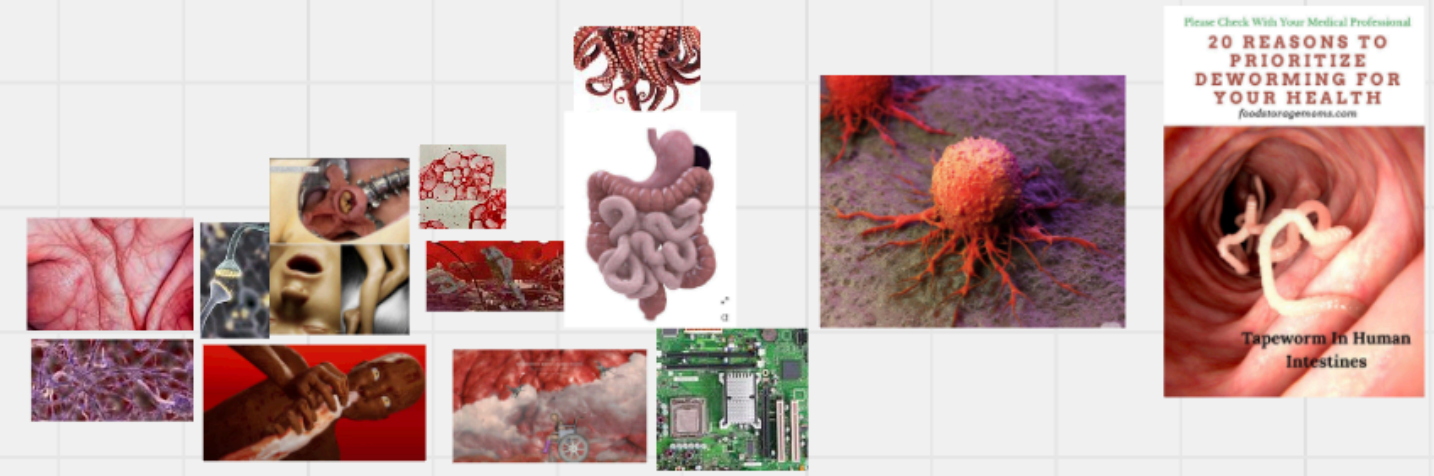 Please Check With Your Medical Professional
20 REASONS TO
PRIORITIZE
DEWORMING FOR
YOUR HEALTH
foodstoragemoms.com
Tapeworm In Human
Intestines